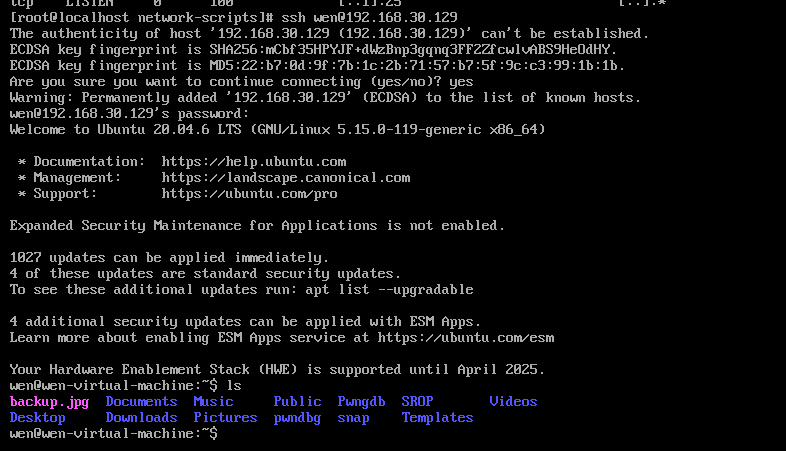 tcp LISTEN 0 100 [::1]:25 [::]:*
[root@localhost network-scripts]# ssh wen@192.168.30.129
The authenticity of host '192.168.30.129 (192.168.30.129)' can't be established.
ECDSA key fingerprint is SHA256:mCbf35HPYJF+dWzBnp3gqnq3FF2ZfcwlvABS9HeOdHY.
ECDSA key fingerprint is MD5:22:b7:0d:9f:7b:1c:2b:71:57:b7:5f:9c:c3:99:1b:1b.
Are you sure you want to continue connecting (yes/no)? yes
Warning: Permanently added '192.168.30.129' (ECDSA) to the list of known hosts.
wen@192.168.30.129's password:
Welcome to Ubuntu 20.04.6 LTS (GNU/Linux 5.15.0-119-generic x86_64)
* Documentation: https://help.ubuntu.com
* Management: https://landscape.canonical.com
* Support: https://ubuntu.com/pro
Expanded Security Maintenance for Applications is not enabled.
1027 updates can be applied immediately.
4 of these updates are standard security updates.
To see these additional updates run: apt list --upgradable
4 additional security updates can be applied with ESM Apps.
Learn more about enabling ESM Apps service at https://ubuntu.com/esm
Your Hardware Enablement Stack (HWE) is supported until April 2025.
wen@wen-virtual-machine:~$ ls
backup.jpg Documents Music Public Pwngdb SROP Videos
Desktop Downloads Pictures pwndbg snap Templates
wen@wen-virtual-machine:~$